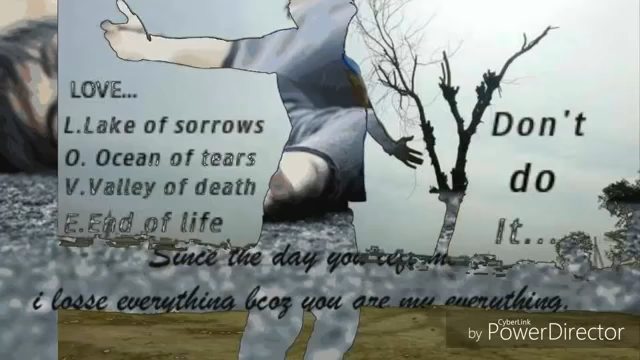 LOVE...
L.Lake of sorrows
O. Ocean of tears
V.Valley of death
E.End of life
Don't
do
It...
Since the day you
i losse everything bcoz you are my everything.
by CyberLink PowerDirector